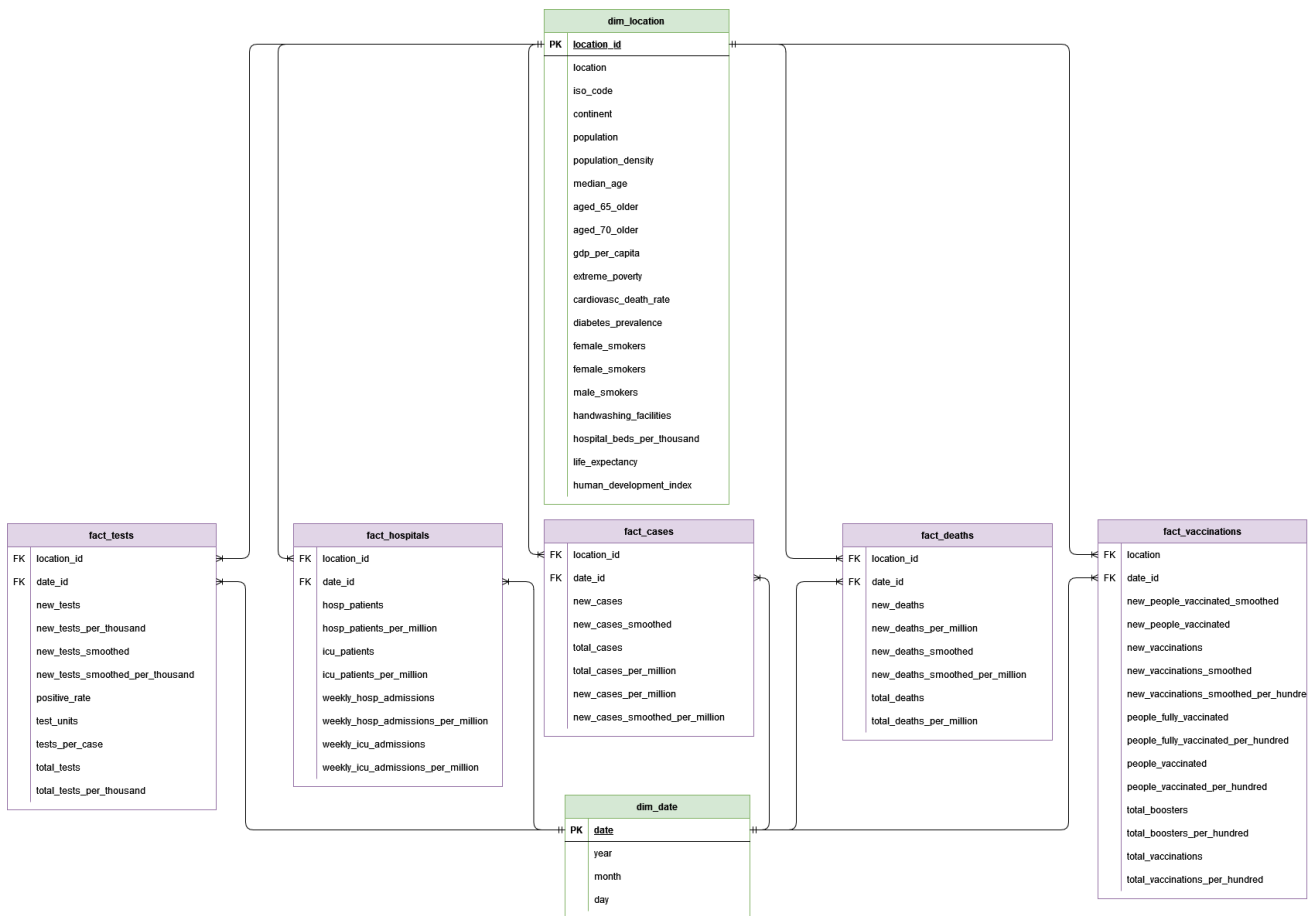 dim_location
PK location_id
location
iso_code
continent
population
population_density
median_age
aged_65_older
aged_70_older
gdp_per_capita
extreme_poverty
cardiovasc_death_rate
diabetes_prevalence
female_smokers
female_smokers
male_smokers
handwashing_facilities
hospital_beds_per_thousand
life_expectancy
human_development_index
fact_tests
FK location_id
FK date_id
new_tests
new_tests_per_thousand
new_tests_smoothed
new_tests_smoothed_per_thousand
positive_rate
test_units
tests_per_case
total_tests
total_tests_per_thousand
fact_hospitals
FK location_id
FK date_id
hosp_patients
hosp_patients_per_million
icu_patients
icu_patients_per_million
weekly_hosp_admissions
weekly_hosp_admissions_per_million
weekly_icu_admissions
weekly_icu_admissions_per_million
fact_cases
FK location_id
FK date_id
new_cases
new_cases_smoothed
total_cases
total_cases_per_million
new_cases_per_million
new_cases_smoothed_per_million
fact_deaths
FK location_id
FK date_id
new_deaths
new_deaths_per_million
new_deaths_smoothed
new_deaths_smoothed_per_million
total_deaths
total_deaths_per_million
fact_vaccinations
FK location
FK date_id
new_people_vaccinated_smoothed
new_people_vaccinated
new_vaccinations
new_vaccinations_smoothed
new_vaccinations_smoothed_per_hundre
people_fully_vaccinated
people_fully_vaccinated_per_hundred
people_vaccinated
people_vaccinated_per_hundred
total_boosters
total_boosters_per_hundred
total_vaccinations
total_vaccinations_per_hundred
dim_date
PK date
year
month
day